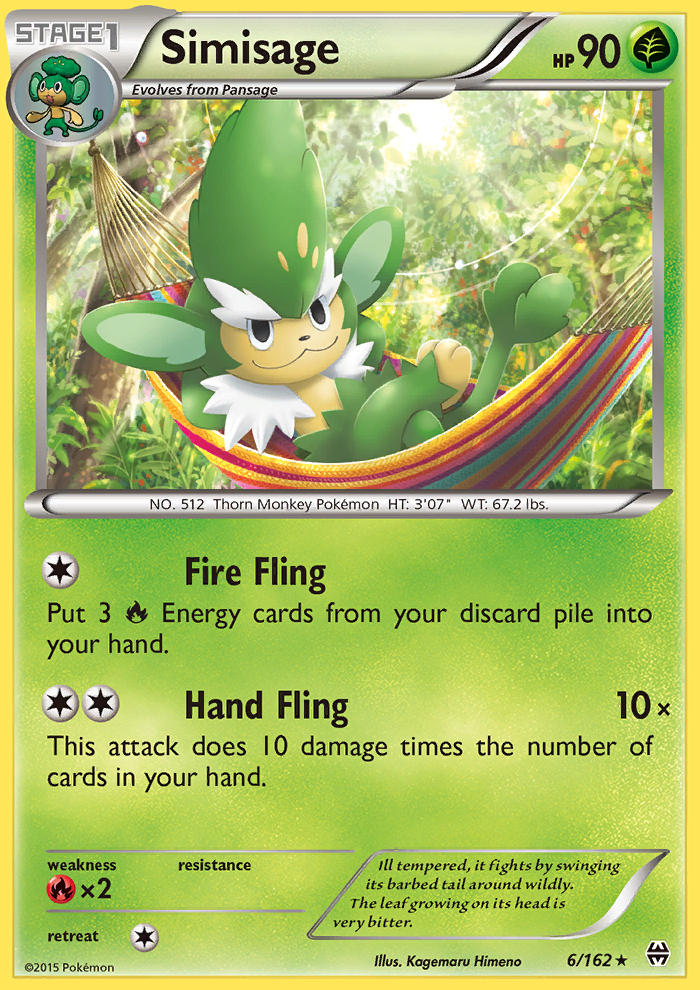 STAGE1
Simisage
HP 90
Evolves from Pansage
NO. 512 Thorn Monkey Pokémon HT: 3'07" WT: 67.2 lbs.
Fire Fling
Put 3 Energy cards from your discard pile into
your hand.
Hand Fling 10×
This attack does 10 damage times the number of
cards in your hand.
weakness resistance
×2
retreat
Ill tempered, it fights by swinging
its barbed tail around wildly.
The leaf growing on its head is
very bitter.
©2015 Pokémon
Illus. Kagemaru Himeno
6/162 ★